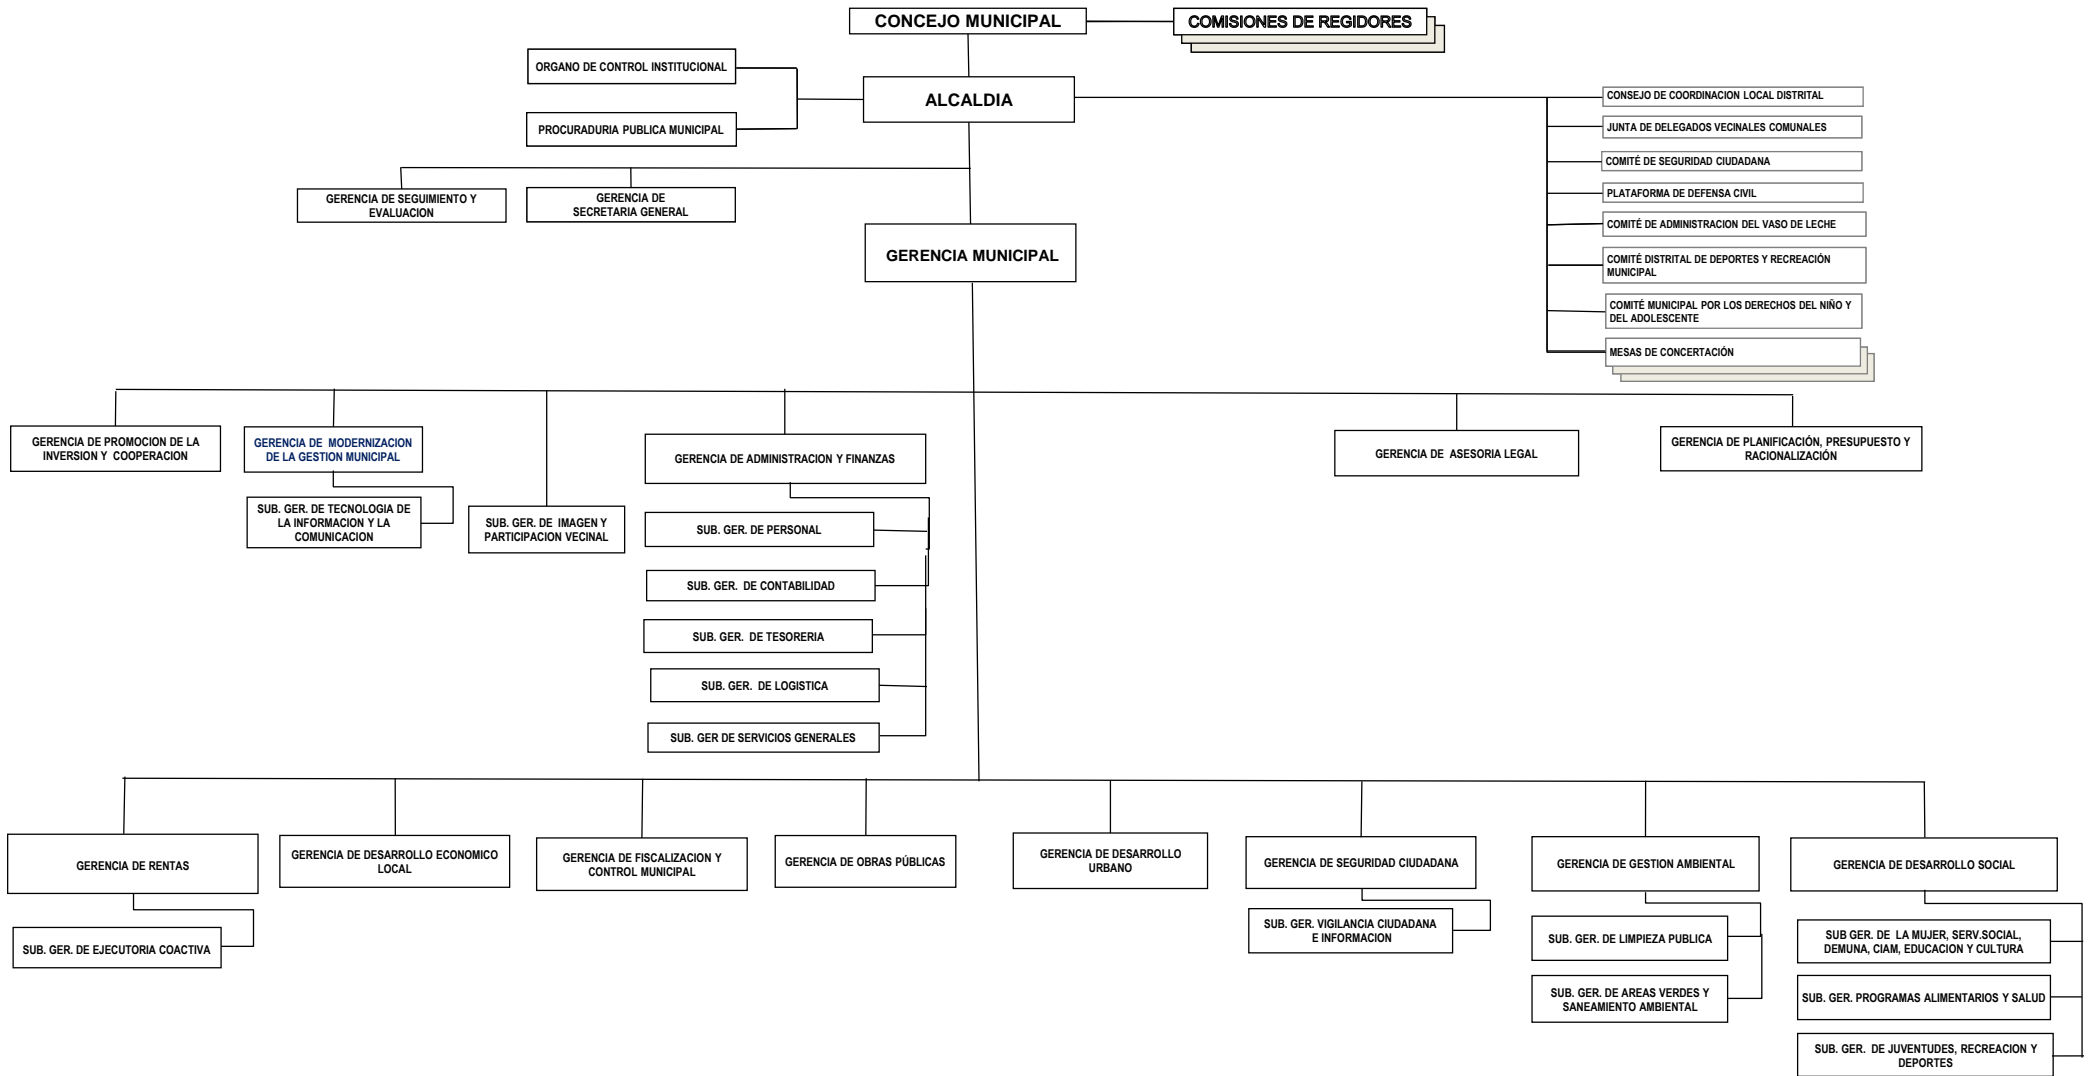 CONCEJO MUNICIPAL
COMISIONES DE REGIDORES
ORGANO DE CONTROL INSTITUCIONAL
ALCALDIA
PROCURADURIA PUBLICA MUNICIPAL
CONSEJO DE COORDINACION LOCAL DISTRITAL
JUNTA DE DELEGADOS VECINALES COMUNALES
COMITÉ DE SEGURIDAD CIUDADANA
PLATAFORMA DE DEFENSA CIVIL
COMITÉ DE ADMINISTRACION DEL VASO DE LECHE
COMITÉ DISTRITAL DE DEPORTES Y RECREACIÓN
MUNICIPAL
COMITÉ MUNICIPAL POR LOS DERECHOS DEL NIÑO Y
DEL ADOLESCENTE
MESAS DE CONCERTACIÓN
GERENCIA DE SEGUIMIENTO Y
EVALUACION
GERENCIA DE
SECRETARIA GENERAL
GERENCIA MUNICIPAL
GERENCIA DE PROMOCION DE LA
INVERSION Y COOPERACION
GERENCIA DE MODERNIZACION
DE LA GESTION MUNICIPAL
SUB. GER. DE TECNOLOGIA DE
LA INFORMACION Y LA
COMUNICACION
SUB. GER. DE IMAGEN Y
PARTICIPACION VECINAL
GERENCIA DE ADMINISTRACION Y FINANZAS
SUB. GER. DE PERSONAL
SUB. GER. DE CONTABILIDAD
SUB. GER. DE TESORERIA
SUB. GER. DE LOGISTICA
SUB. GER DE SERVICIOS GENERALES
GERENCIA DE ASESORIA LEGAL
GERENCIA DE PLANIFICACIÓN, PRESUPUESTO Y
RACIONALIZACIÓN
GERENCIA DE RENTAS
SUB. GER. DE EJECUTORIA COACTIVA
GERENCIA DE DESARROLLO ECONOMICO
LOCAL
GERENCIA DE FISCALIZACION Y
CONTROL MUNICIPAL
GERENCIA DE OBRAS PÚBLICAS
GERENCIA DE DESARROLLO
URBANO
GERENCIA DE SEGURIDAD CIUDADANA
SUB. GER. VIGILANCIA CIUDADANA
E INFORMACION
GERENCIA DE GESTION AMBIENTAL
SUB. GER. DE LIMPIEZA PUBLICA
SUB. GER. DE AREAS VERDES Y
SANEAMIENTO AMBIENTAL
GERENCIA DE DESARROLLO SOCIAL
SUB GER. DE LA MUJER, SERV.SOCIAL,
DEMUNA, CIAM, EDUCACION Y CULTURA
SUB. GER. PROGRAMAS ALIMENTARIOS Y SALUD
SUB. GER. DE JUVENTUDES, RECREACION Y
DEPORTES